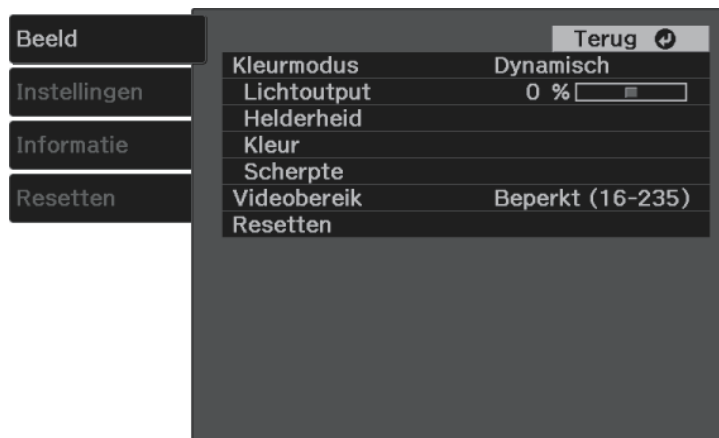 Beeld
Instellingen
Informatie
Resetten
Terug
Kleurmodus Dynamisch
Lichtoutput 0 %
Helderheid
Kleur
Scherpte
Videobereik Beperkt (16-235)
Resetten